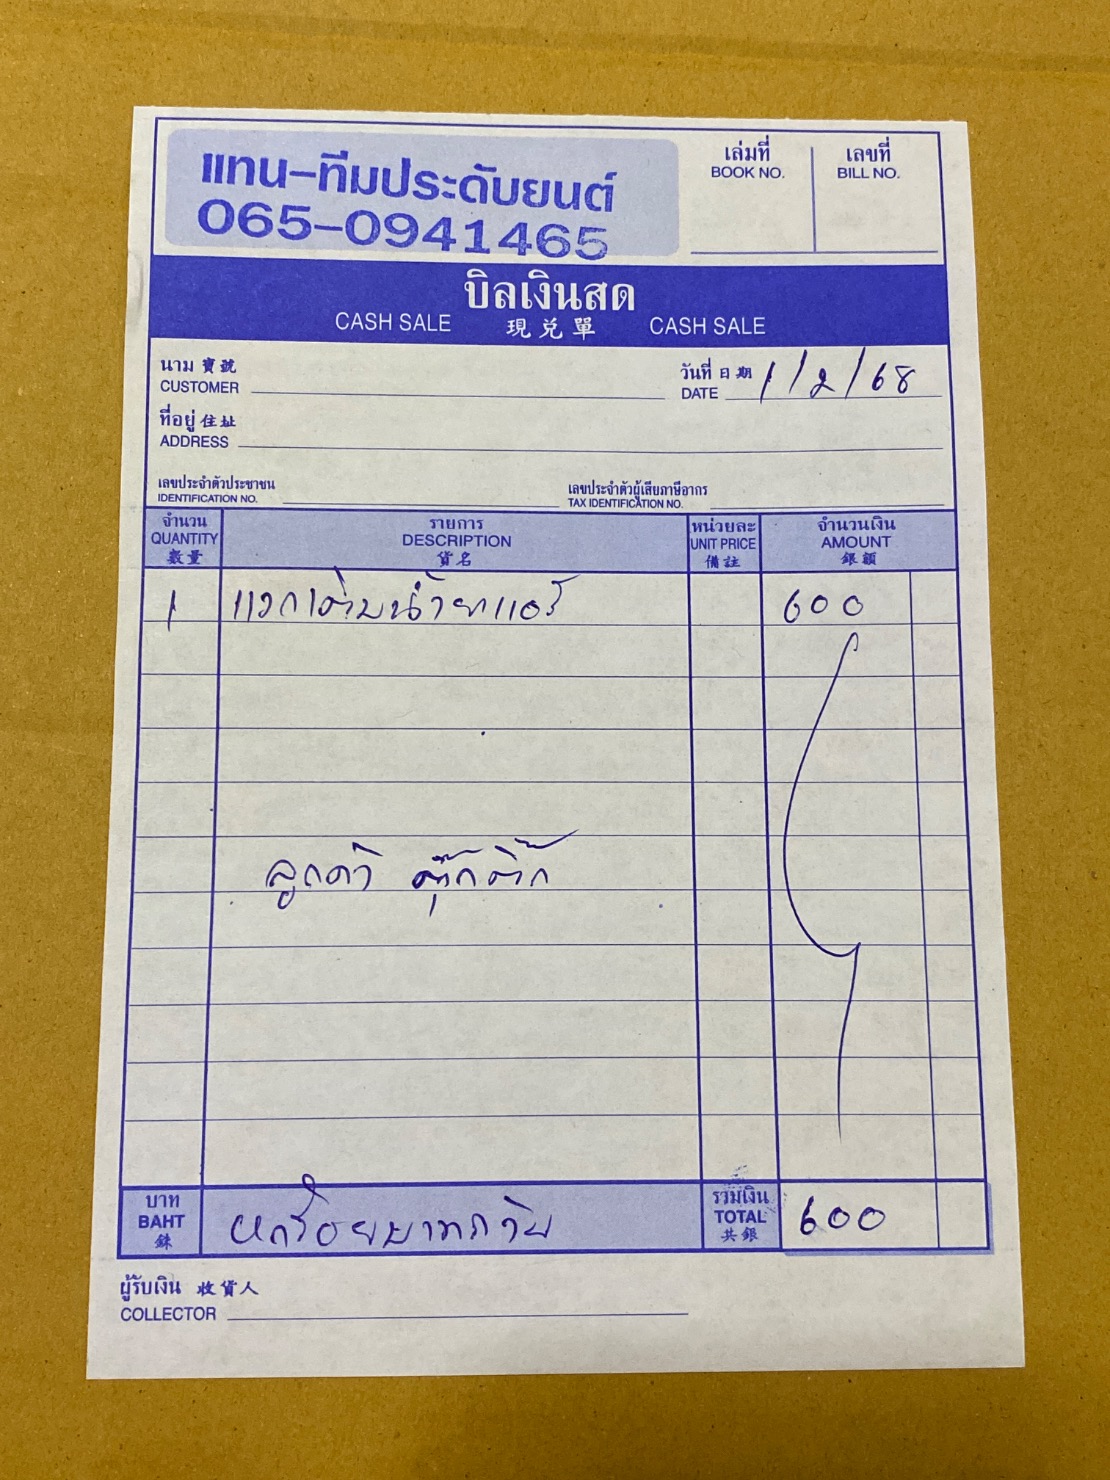 แทน-ทีมประดับยนต์
065-0941465
เล่มที่
BOOK NO.
เลขที่
BILL NO.
บิลเงินสด
CASH SALE 現兌單 CASH SALE
นาม 寶號
CUSTOMER
วันที่ 日期
DATE 1/2/68
ที่อยู่ 住址
ADDRESS
เลขประจำตัวประชาชน
IDENTIFICATION NO.
เลขประจำตัวผู้เสียภาษีอากร
TAX IDENTIFICATION NO.
จำนวน
QUANTITY
數量
รายการ
DESCRIPTION
貨名
หน่วยละ
UNIT PRICE
備註
จำนวนเงิน
AMOUNT
銀額
1 แวคเติมน้ำยาแอร์ 600
ลูกค้า ตุ๊กติ๊ก
บาท
BAHT
銖
หกร้อยบาทถ้วน
รวมเงิน
TOTAL
共銀
600
ผู้รับเงิน 收貨人
COLLECTOR